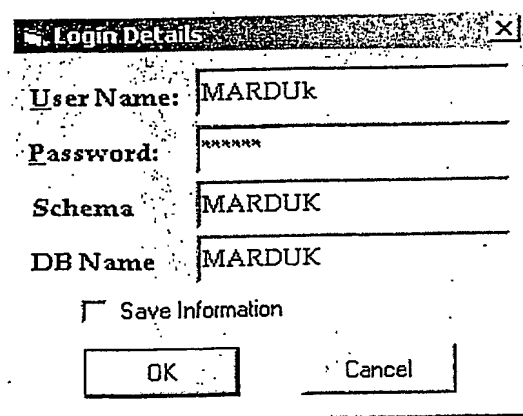 Login Details
User Name: MARDUk
Password: ******
Schema MARDUK
DB Name MARDUK
Save Information
OK Cancel